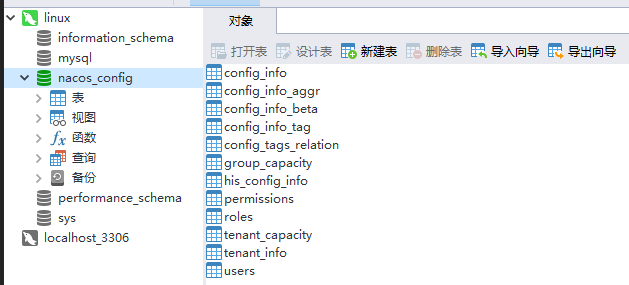 linux
information_schema
mysql
nacos_config
表
视图
函数
查询
备份
performance_schema
sys
localhost_3306
对象
打开表 设计表 新建表 删除表 导入向导 导出向导
config_info
config_info_aggr
config_info_beta
config_info_tag
config_tags_relation
group_capacity
his_config_info
permissions
roles
tenant_capacity
tenant_info
users